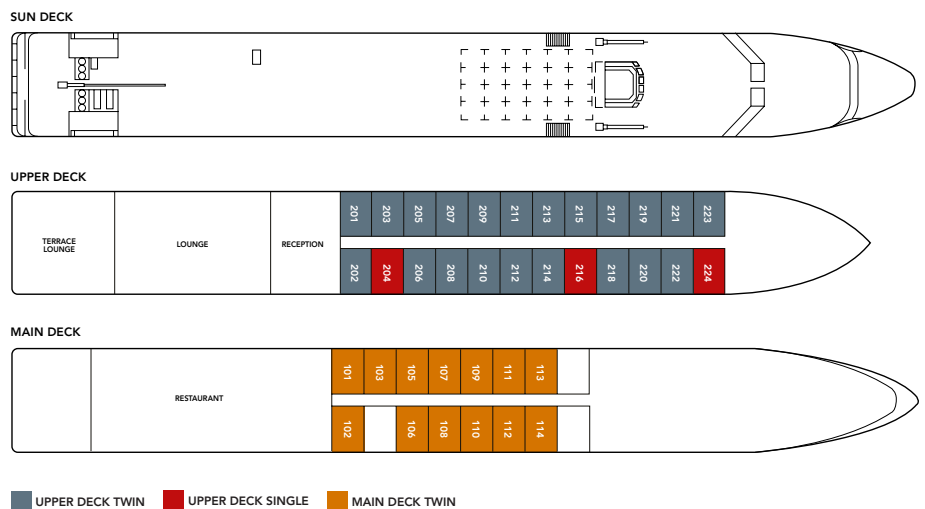 SUN DECK
UPPER DECK
TERRACE
LOUNGE
LOUNGE
RECEPTION
201 203 205 207 209 211 213 215 217 219 221 223
202 204 206 208 210 212 214 216 218 220 222 224
MAIN DECK
RESTAURANT
101 103 105 107 109 111 113
102 106 108 110 112 114
UPPER DECK TWIN
UPPER DECK SINGLE
MAIN DECK TWIN